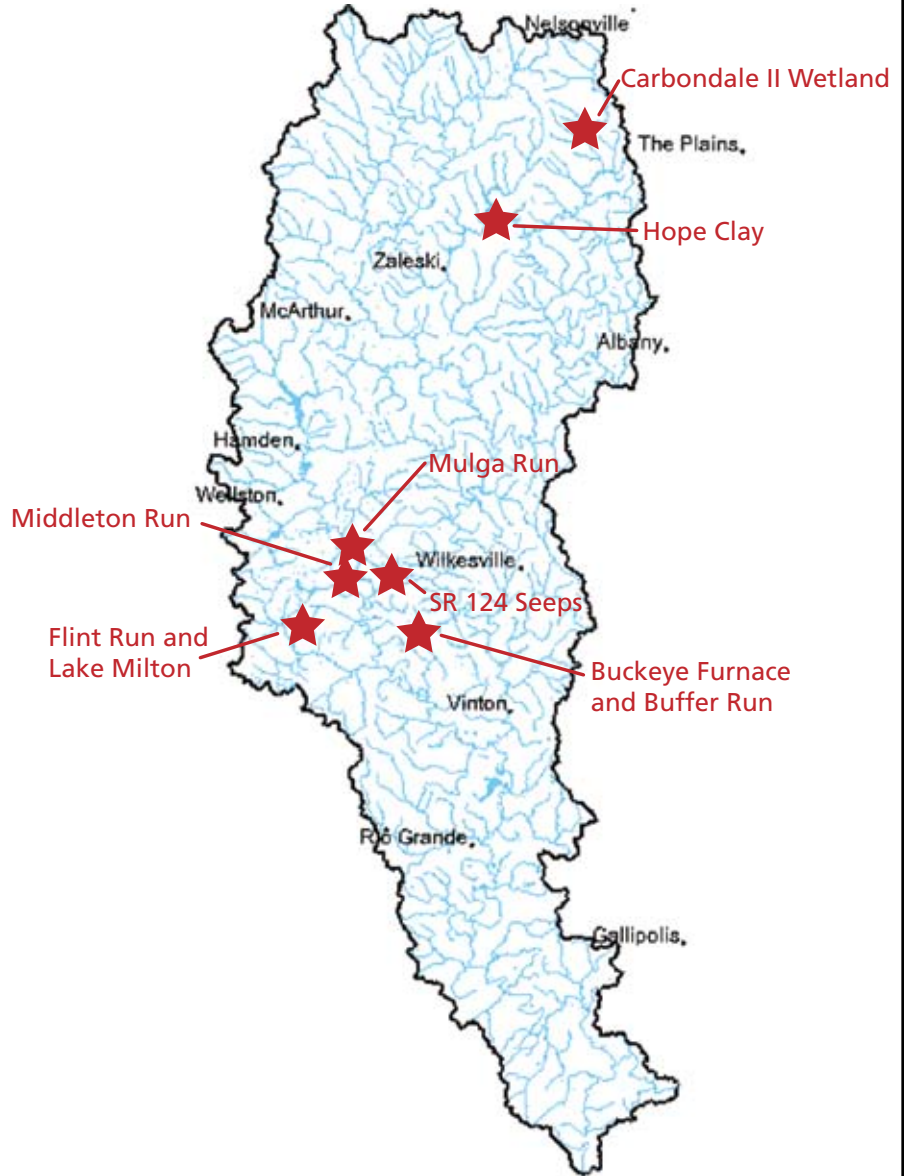 Nelsonville
Carbondale II Wetland
The Plains
Hope Clay
Zaleski
McArthur
Albany
Hamden
Mulga Run
Wellston
Middleton Run
Wilkesville
SR 124 Seeps
Flint Run and
Lake Milton
Buckeye Furnace
and Buffer Run
Vinton
Rio Grande
Gallipolis